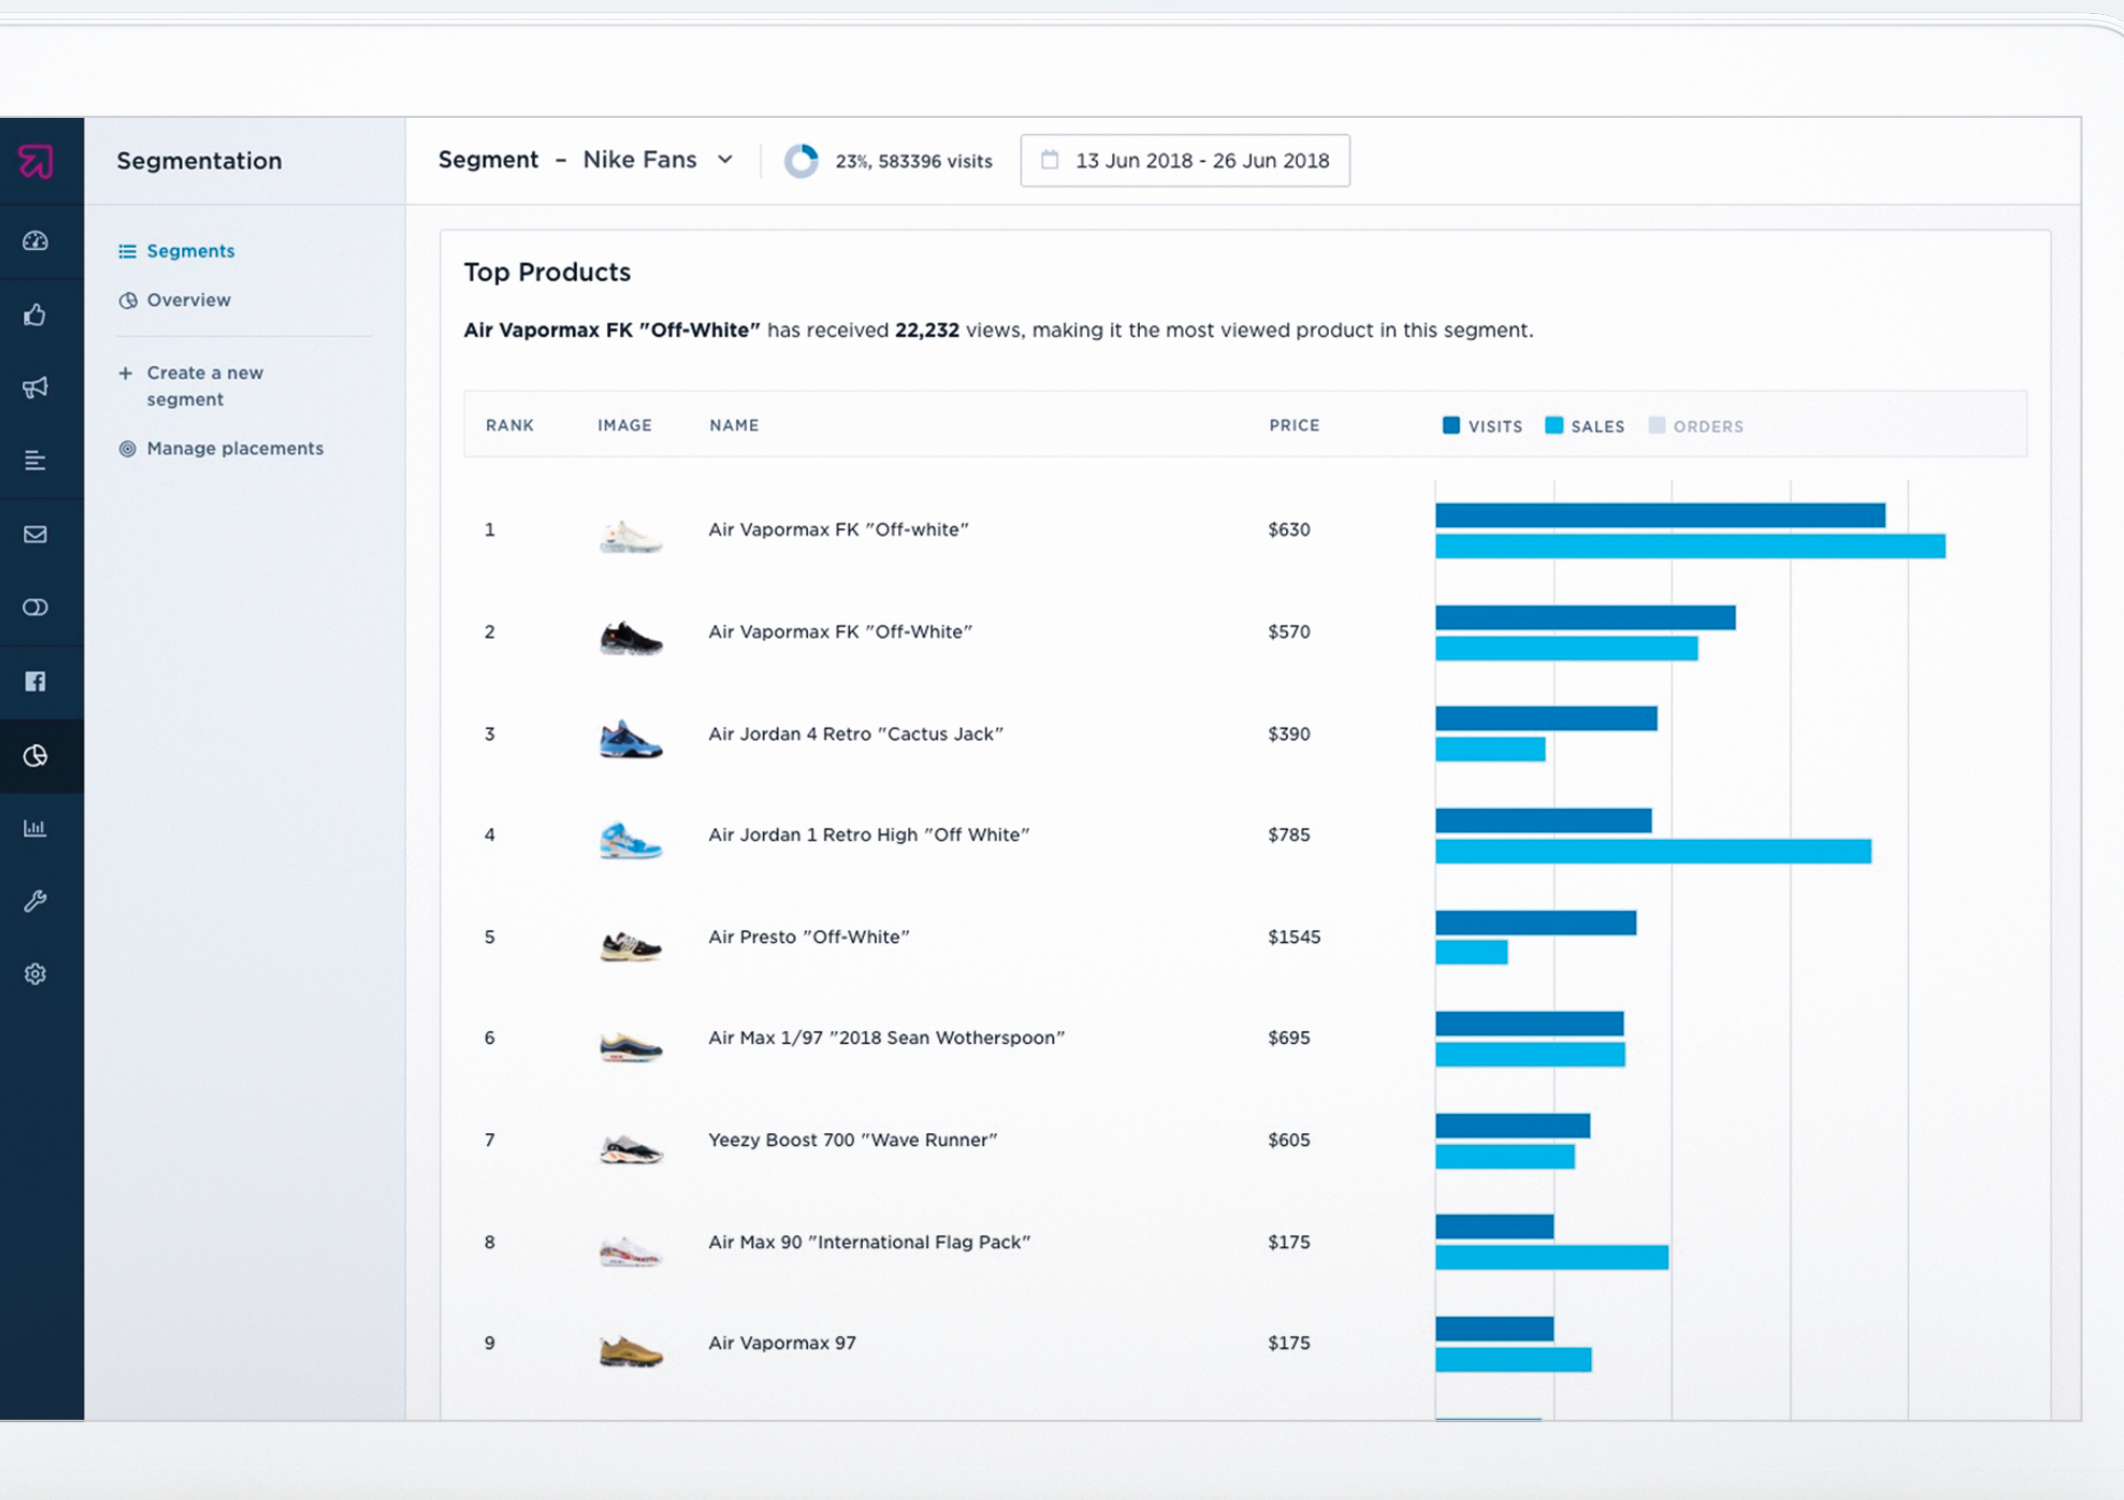 Segmentation
Segments
Overview
Create a new
segment
Manage placements
Segment – Nike Fans
23%, 583396 visits
13 Jun 2018 - 26 Jun 2018
Top Products
Air Vapormax FK "Off-White" has received 22,232 views, making it the most viewed product in this segment.
RANK IMAGE NAME PRICE VISITS SALES ORDERS
1 Air Vapormax FK "Off-white" $630
2 Air Vapormax FK "Off-White" $570
3 Air Jordan 4 Retro "Cactus Jack" $390
4 Air Jordan 1 Retro High "Off White" $785
5 Air Presto "Off-White" $1545
6 Air Max 1/97 "2018 Sean Wotherspoon" $695
7 Yeezy Boost 700 "Wave Runner" $605
8 Air Max 90 "International Flag Pack" $175
9 Air Vapormax 97 $175